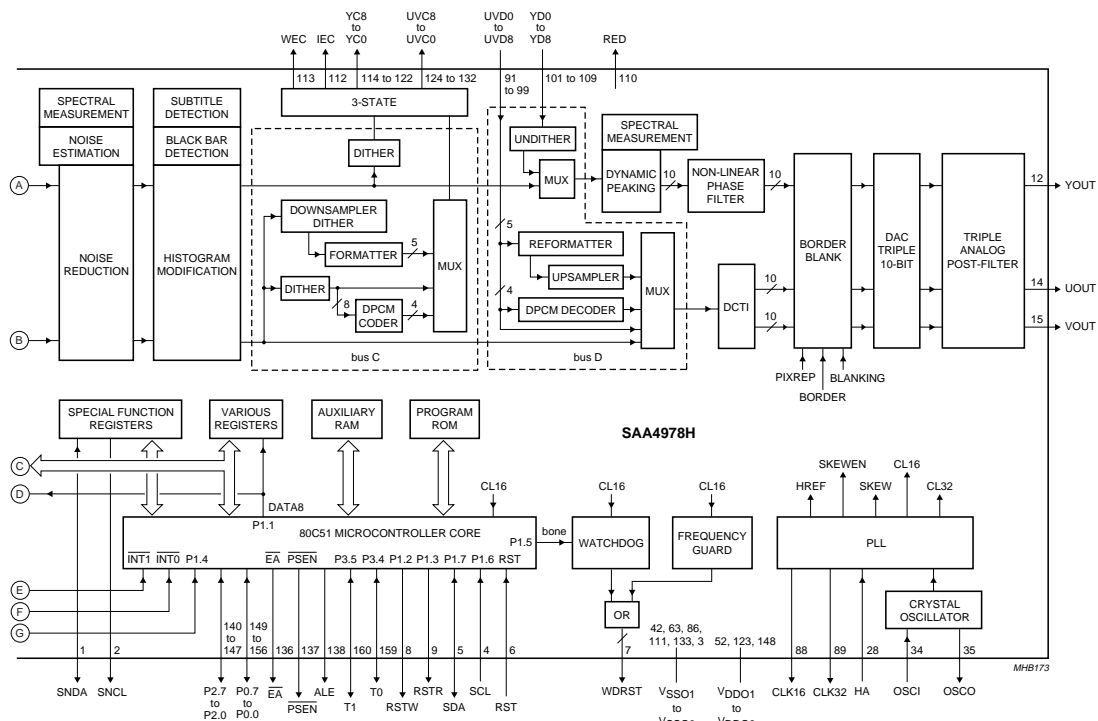 YC8
to
YC0
UVC8
to
UVC0
UVD0
to
UVD8
YD0
to
YD8
WEC
IEC
RED
113
112
114 to 122
124 to 132
91
to 99
101 to 109
110
SPECTRAL
MEASUREMENT
SUBTITLE
DETECTION
3-STATE
NOISE
ESTIMATION
BLACK BAR
DETECTION
DITHER
UNDITHER
SPECTRAL
MEASUREMENT
A
MUX
DYNAMIC
PEAKING
10
NON-LINEAR
PHASE
FILTER
10
12
YOUT
DOWNSAMPLER
DITHER
FORMATTER
5
MUX
5
REFORMATTER
UPSAMPLER
MUX
NOISE
REDUCTION
HISTOGRAM
MODIFICATION
BORDER
BLANK
DAC
TRIPLE
10-BIT
TRIPLE
ANALOG
POST-FILTER
DITHER
8
DPCM
CODER
4
4
DPCM DECODER
DCTI
10
10
14
UOUT
15
VOUT
B
bus C
bus D
PIXREP
BLANKING
BORDER
SPECIAL FUNCTION
REGISTERS
VARIOUS
REGISTERS
AUXILIARY
RAM
PROGRAM
ROM
SAA4978H
C
D
DATA8
P1.1
80C51 MICROCONTROLLER CORE
CL16
P1.5
bone
CL16
WATCHDOG
CL16
FREQUENCY
GUARD
HREF
SKEWEN
SKEW
CL16
CL32
PLL
INT1
INT0
P1.4
EA
PSEN
P3.5
P3.4
P1.2
P1.3
P1.7
P1.6
RST
E
F
G
OR
CRYSTAL
OSCILLATOR
1
2
140
to
147
149
to
156
136
137
138
160
159
8
9
5
4
6
7
42, 63, 86,
111, 133, 3
52, 123, 148
88
89
28
34
35
MHB173
SNDA
SNCL
P2.7
to
P2.0
P0.7
to
P0.0
EA
PSEN
ALE
T1
T0
RSTW
RSTR
SDA
SCL
RST
WDRST
VSSO1
to
VDDO1
to
CLK16
CLK32
HA
OSCI
OSCO